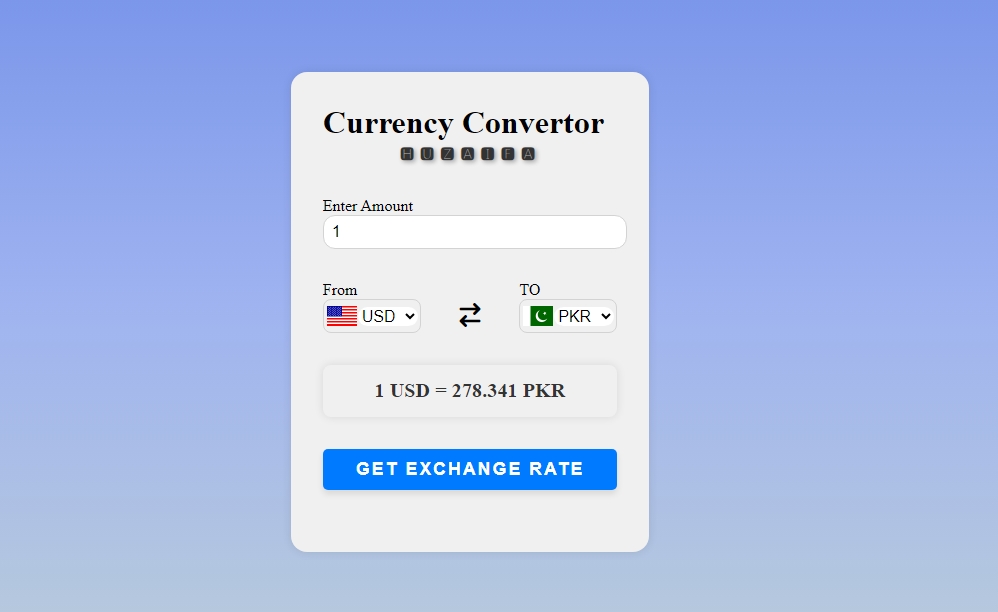 Currency Convertor
🅷🆄🆉🅰🅸🅵🅰
Enter Amount
1
From
TO
USD
PKR
1 USD = 278.341 PKR
GET EXCHANGE RATE